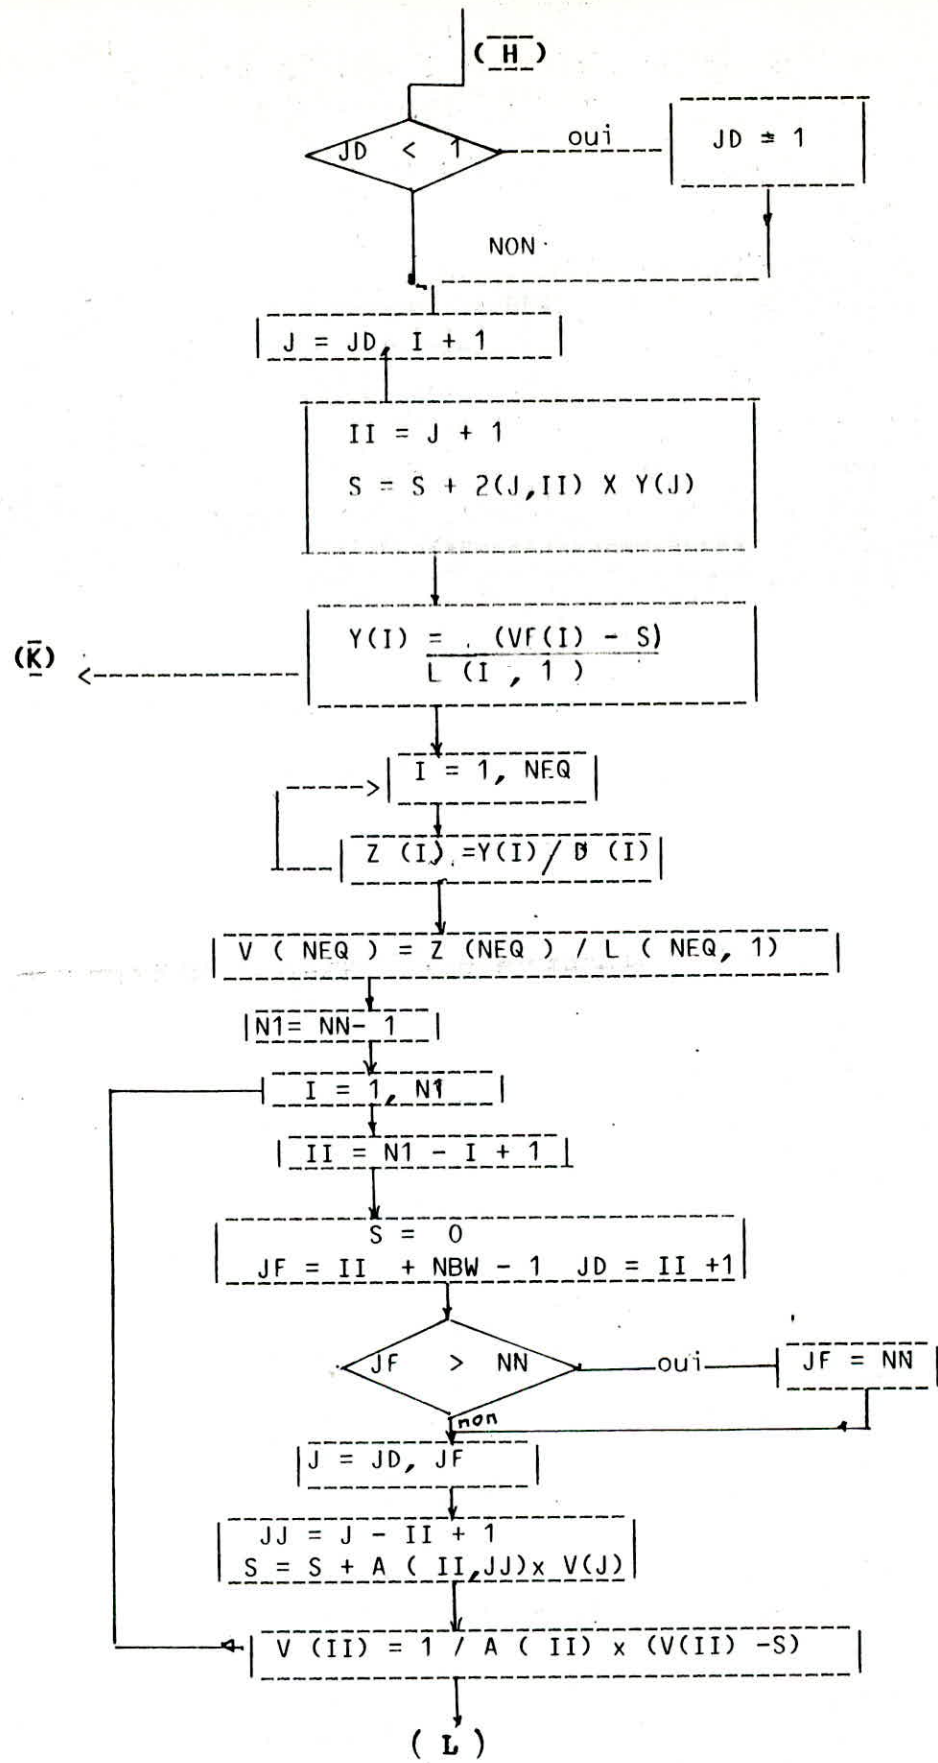 ( H )
JD < 1
oui
JD = 1
NON
J = JD, I + 1
II = J + 1
S = S + 2(J,II) X Y(J)
Y(I) = . (VF(I) - S)
L (I , 1 )
(K)
I = 1, NEQ
Z (I) =Y(I)/ D (I)
V ( NEQ ) = Z (NEQ ) / L ( NEQ, 1)
N1= NN- 1
I = 1, N1
II = N1 - I + 1
S = 0
JF = II + NBW - 1 JD = II +1
JF > NN
oui
JF = NN
non
J = JD, JF
JJ = J - II + 1
S = S + A ( II,JJ)x V(J)
V (II) = 1 / A ( II) x (V(II) -S)
( L )